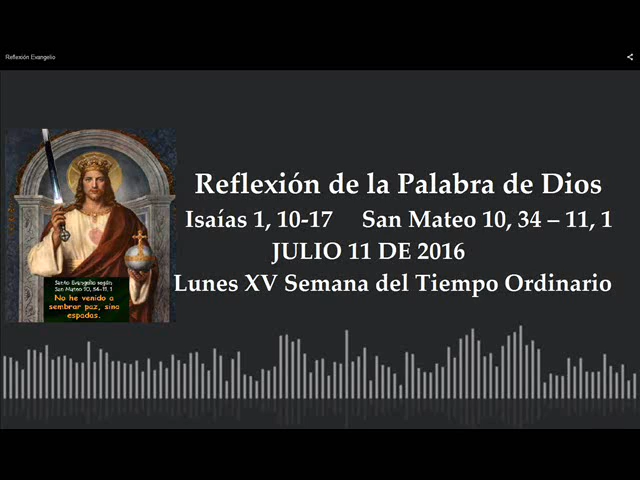 Reflexión Evangelio
Reflexión de la Palabra de Dios
Isaías 1, 10-17 San Mateo 10, 34 – 11, 1
JULIO 11 DE 2016
Lunes XV Semana del Tiempo Ordinario
Santo Evangelio según
San Mateo 10, 34-11, 1
No he venido a
sembrar paz, sino
espadas.